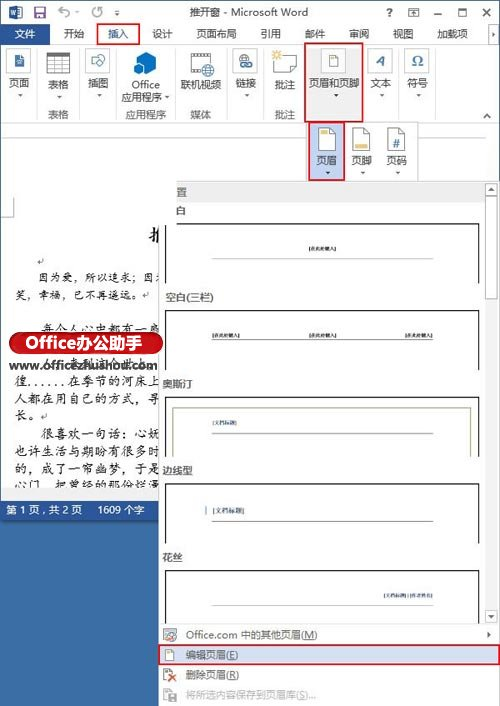 推开窗 - Microsoft Word
文件 开始 插入 设计 页面布局 引用 邮件 审阅 视图 加载项
页面 表格 插图 Office 应用程序 联机视频 链接 批注 页眉和页脚 文本 符号
表格 应用程序 媒体 批注
页眉 页脚 页码
置
白
[在此处键入]
空白(三栏)
[在此处键入] [在此处键入] [在此处键入]
奥斯汀
[文档标题]
边线型
[文档标题]
花丝
[文档标题] | [作者姓名]
因为爱，所以追求；因
笑，幸福，已不再遥远。
每个人心中都有一
Office办公助手
www.officezhushou.com
徨......在季节的河床上
人都在用自己的方式，寻
长。
很喜欢一句话：心妖
也许生活与期盼有很多时
的，成了一帘幽梦，于是
心门，把曾经的那份烂漫
第 1 页，共 2 页 1609 个字
Office.com 中的其他页眉(M)
编辑页眉(E)
删除页眉(R)
将所选内容保存到页眉库(S)...